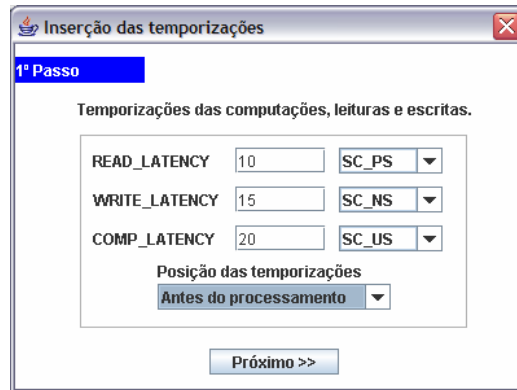 Inserção das temporizações
1º Passo
Temporizações das computações, leituras e escritas.
READ_LATENCY 10 SC_PS
WRITE_LATENCY 15 SC_NS
COMP_LATENCY 20 SC_US
Posição das temporizações
Antes do processamento
Próximo >>